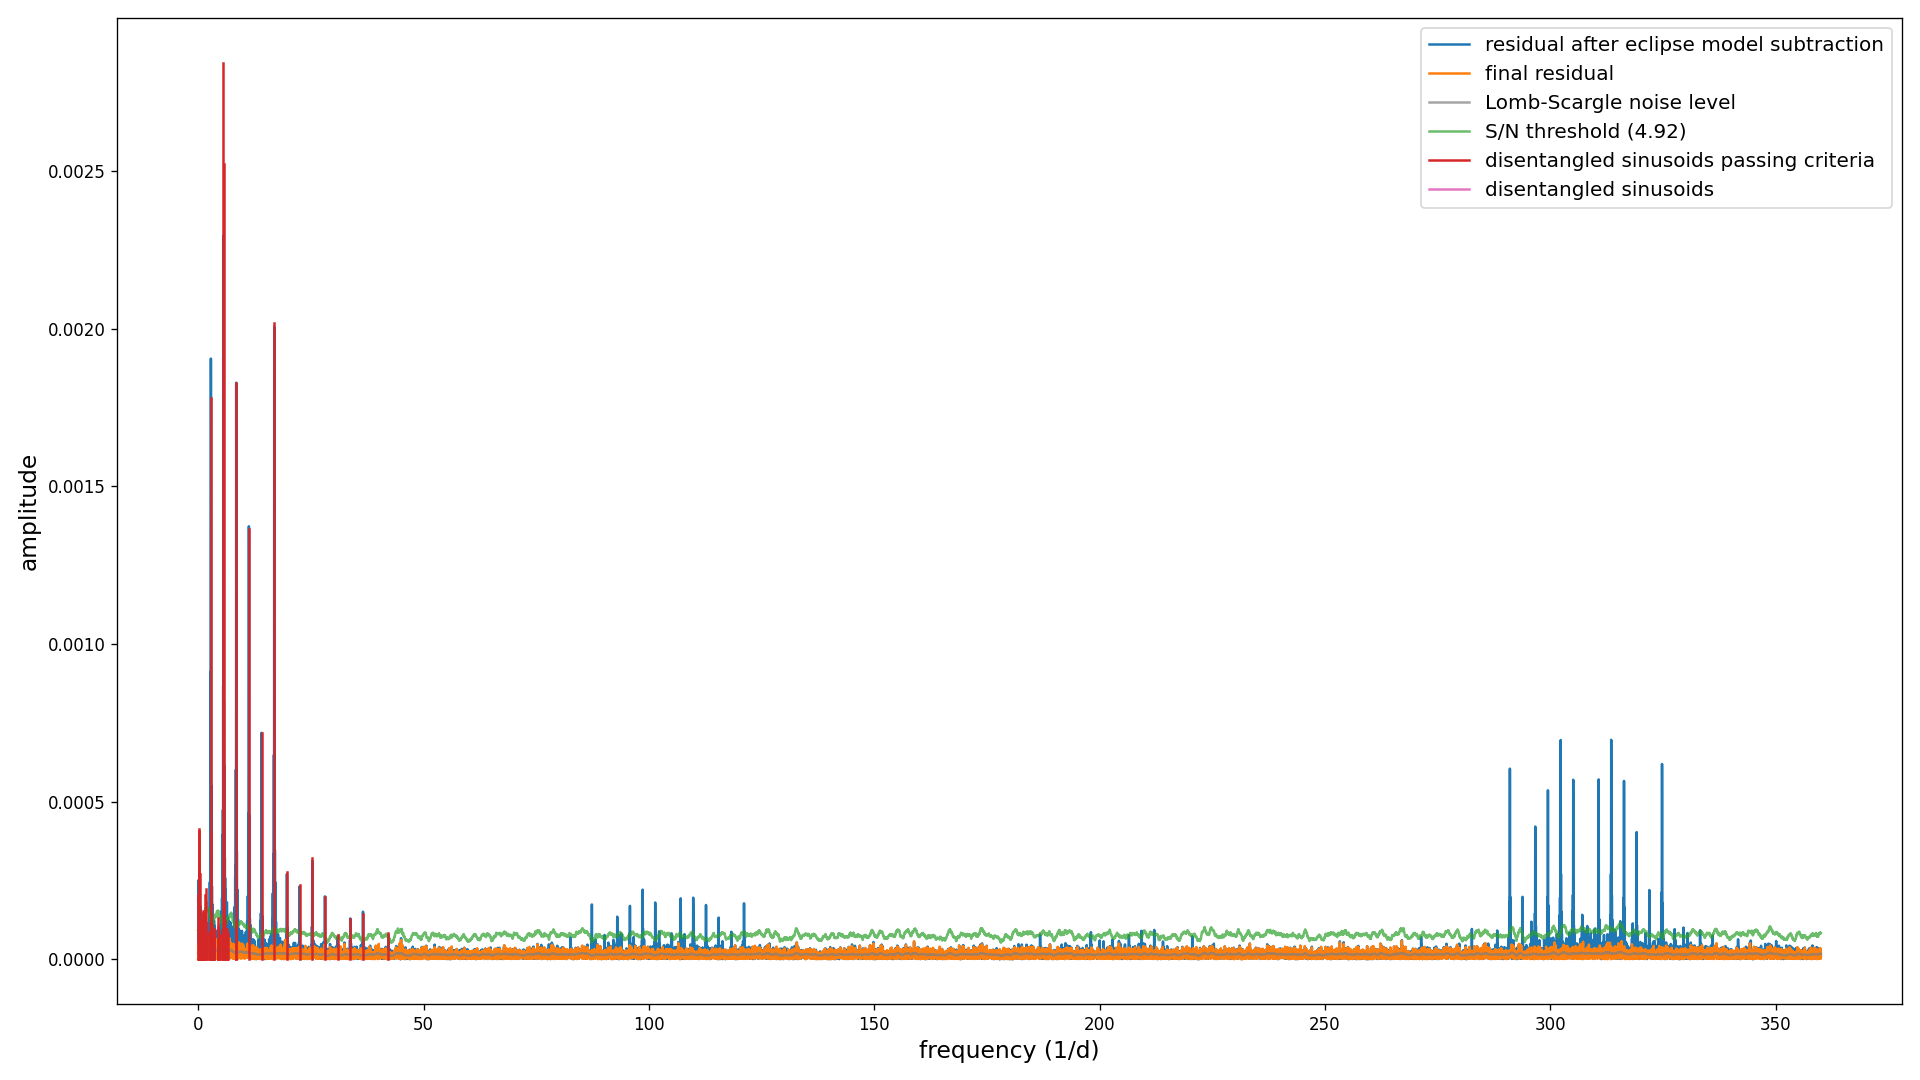 residual after eclipse model subtraction
final residual
Lomb-Scargle noise level
S/N threshold (4.92)
disentangled sinusoids passing criteria
disentangled sinusoids
amplitude
0.0025
0.0020
0.0015
0.0010
0.0005
0.0000
0 50 100 150 200 250 300 350
frequency (1/d)